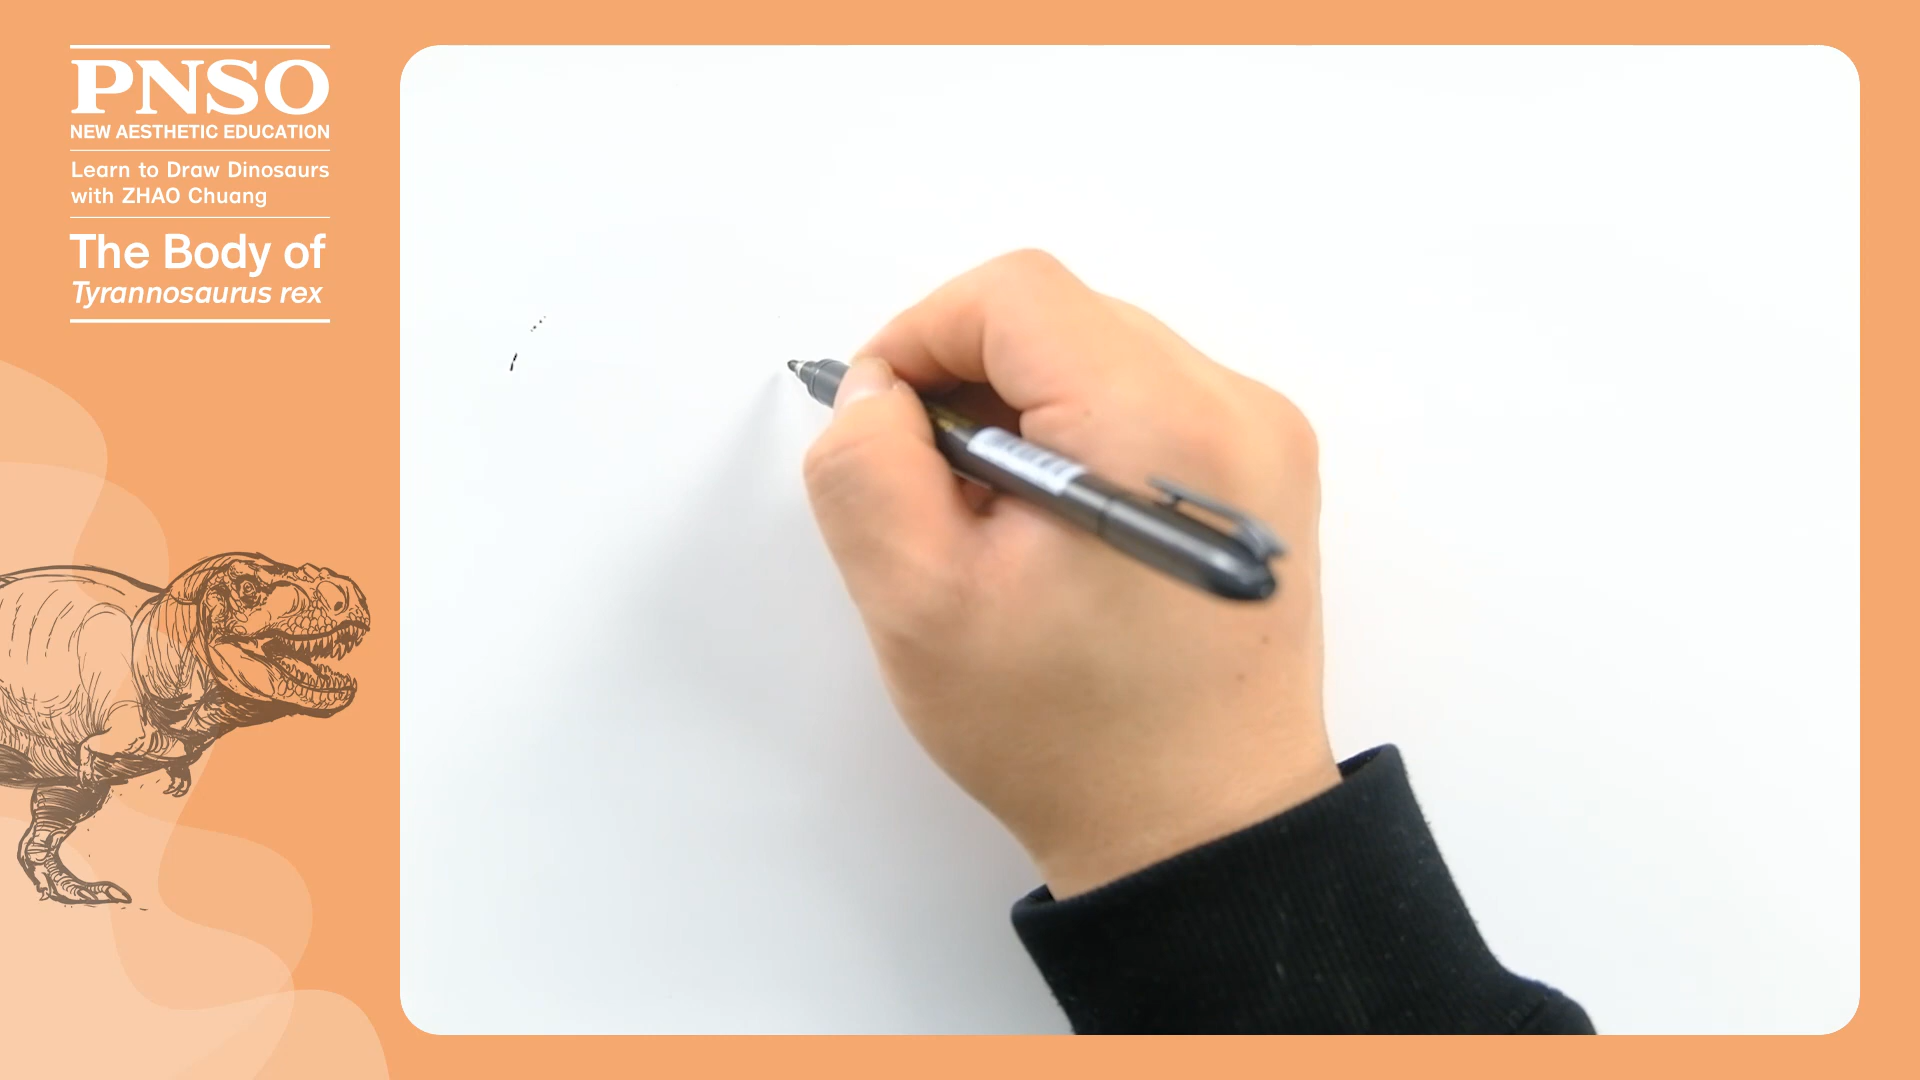 PNSO
NEW AESTHETIC EDUCATION
Learn to Draw Dinosaurs
with ZHAO Chuang
The Body of
Tyrannosaurus rex